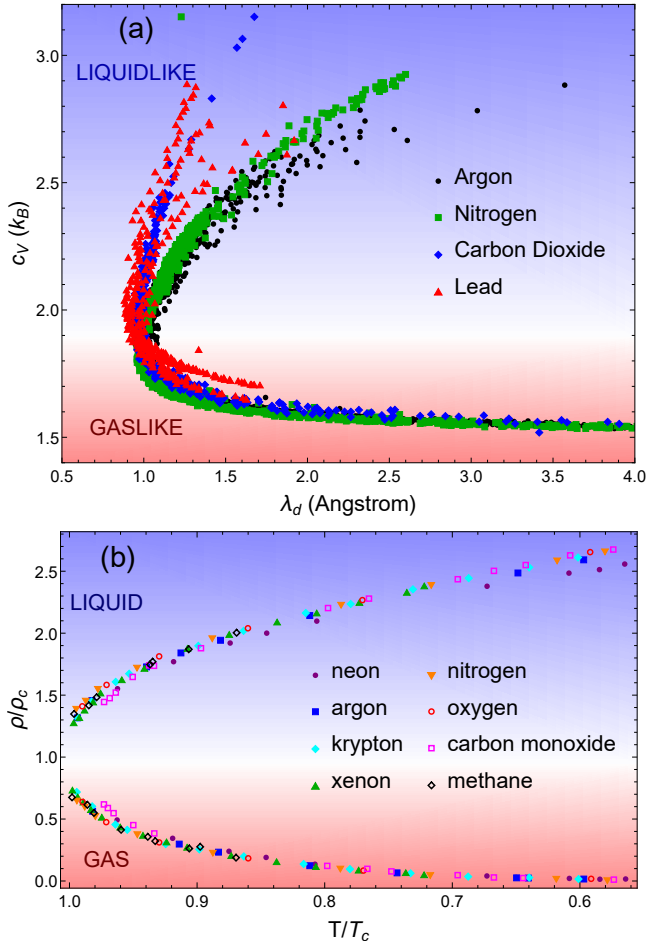 (a)
LIQUIDLIKE
Argon
Nitrogen
Carbon Dioxide
Lead
GASLIKE
c_V (k_B)
3.0
2.5
2.0
1.5
0.5 1.0 1.5 2.0 2.5 3.0 3.5 4.0
λ_d (Angstrom)
(b)
LIQUID
neon
argon
krypton
xenon
nitrogen
oxygen
carbon monoxide
methane
GAS
ρ/ρ_c
2.5
2.0
1.5
1.0
0.5
0.0
1.0 0.9 0.8 0.7 0.6
T/T_c